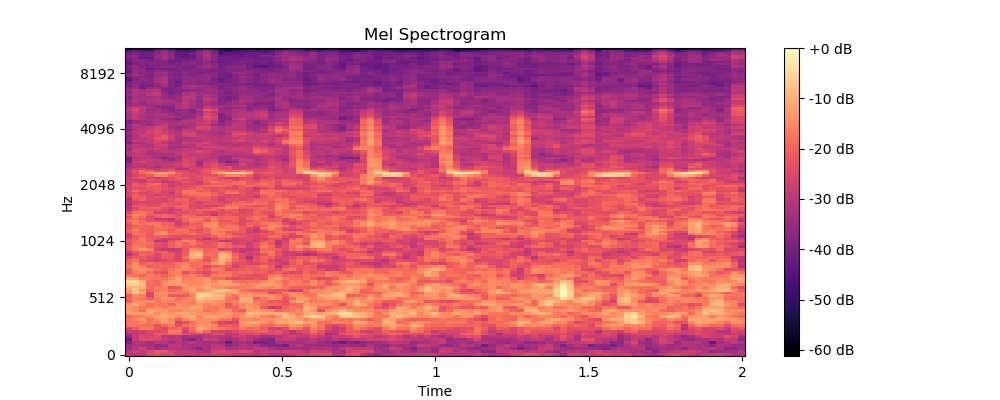 Mel Spectrogram
Hz
8192
4096
2048
1024
512
0
0 0.5 1 1.5 2
Time
+0 dB
-10 dB
-20 dB
-30 dB
-40 dB
-50 dB
-60 dB